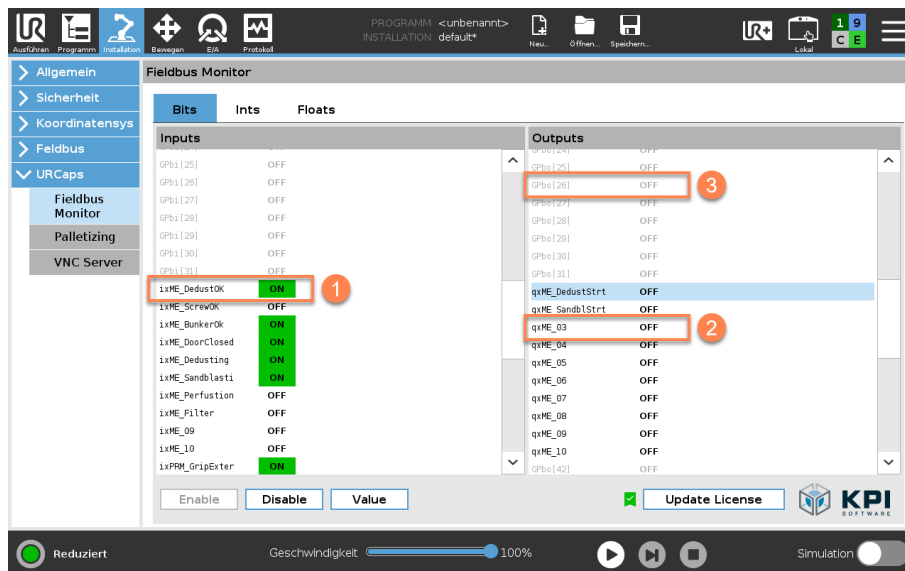 PROGRAMM <unbenannt>
INSTALLATION default*
Ausführen Programm Installation Bewegen E/A Protokoll Neu... Öffnen... Speichern... UR+ Lokal
1 9
C E
Allgemein
Sicherheit
Koordinatensys
Feldbus
URCaps
Fieldbus
Monitor
Palletizing
VNC Server
Fieldbus Monitor
Bits Ints Floats
Inputs
GPbi[25] OFF
GPbi[26] OFF
GPbi[27] OFF
GPbi[28] OFF
GPbi[29] OFF
GPbi[30] OFF
GPbi[31] OFF
ixME_DedustOK ON 1
ixME_ScrewOK OFF
ixME_BunkerOk ON
ixME_DoorClosed ON
ixME_Dedusting ON
ixME_Sandblasti ON
ixME_Perfustion OFF
ixME_Filter OFF
ixME_09 OFF
ixME_10 OFF
ixPRM_GripExter ON
Outputs
GPbo[24] OFF
GPbo[25] OFF
GPbo[26] OFF 3
GPbo[27] OFF
GPbo[28] OFF
GPbo[29] OFF
GPbo[30] OFF
GPbo[31] OFF
qxME_DedustStrt OFF
qxME_SandblStrt OFF
qxME_03 OFF 2
qxME_04 OFF
qxME_05 OFF
qxME_06 OFF
qxME_07 OFF
qxME_08 OFF
qxME_09 OFF
qxME_10 OFF
GPbo[42] OFF
Enable Disable Value Update License
KPI
SOFTWARE
Reduziert Geschwindigkeit 100% Simulation